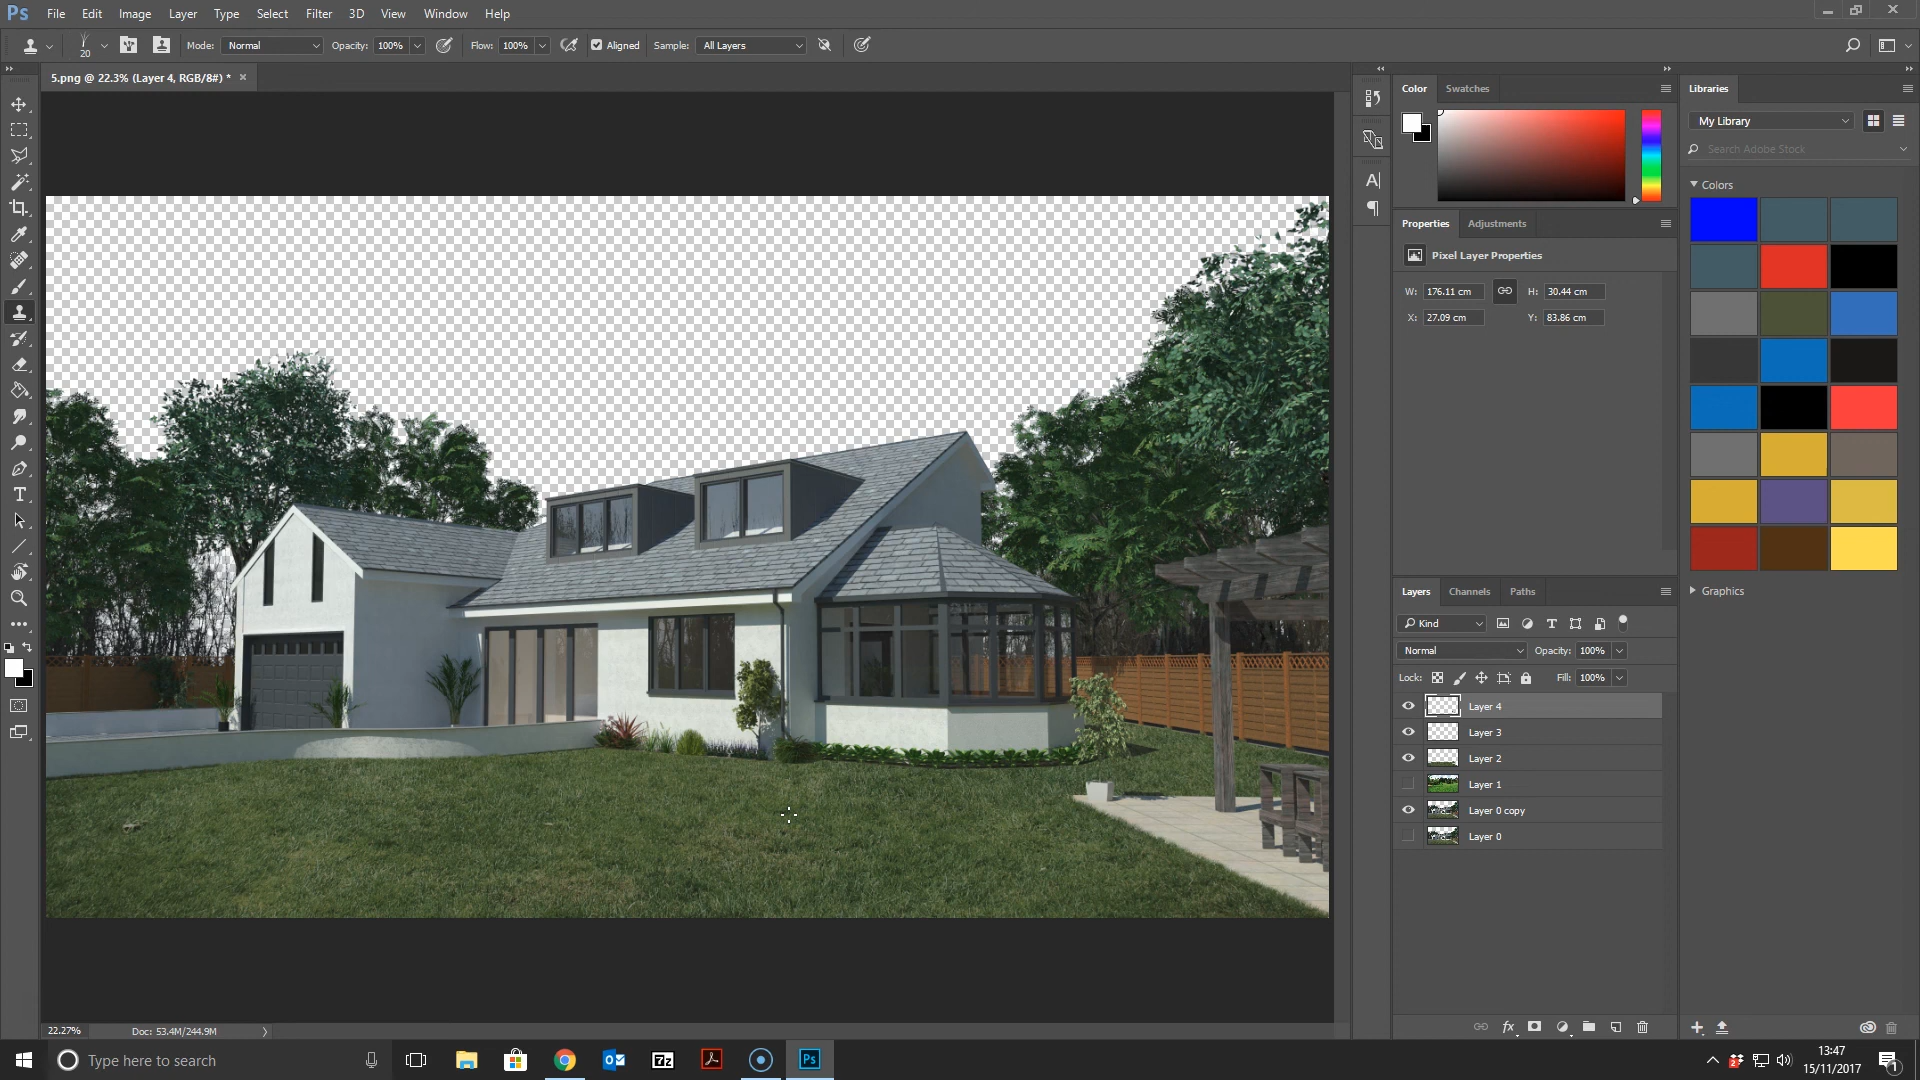 Ps File Edit Image Layer Type Select Filter 3D View Window Help
20 Mode: Normal Opacity: 100% Flow: 100% Aligned Sample: All Layers
5.png @ 22.3% (Layer 4, RGB/8#) *
Color Swatches
Libraries
My Library
Search Adobe Stock
Colors
Graphics
Properties Adjustments
Pixel Layer Properties
W: 176.11 cm H: 30.44 cm
X: 27.09 cm Y: 83.86 cm
Layers Channels Paths
Kind
Normal Opacity: 100%
Lock: Fill: 100%
Layer 4
Layer 3
Layer 2
Layer 1
Layer 0 copy
Layer 0
fx
22.27% Doc: 53.4M/244.9M
Type here to search
7z
Ps
13:47
15/11/2017
1